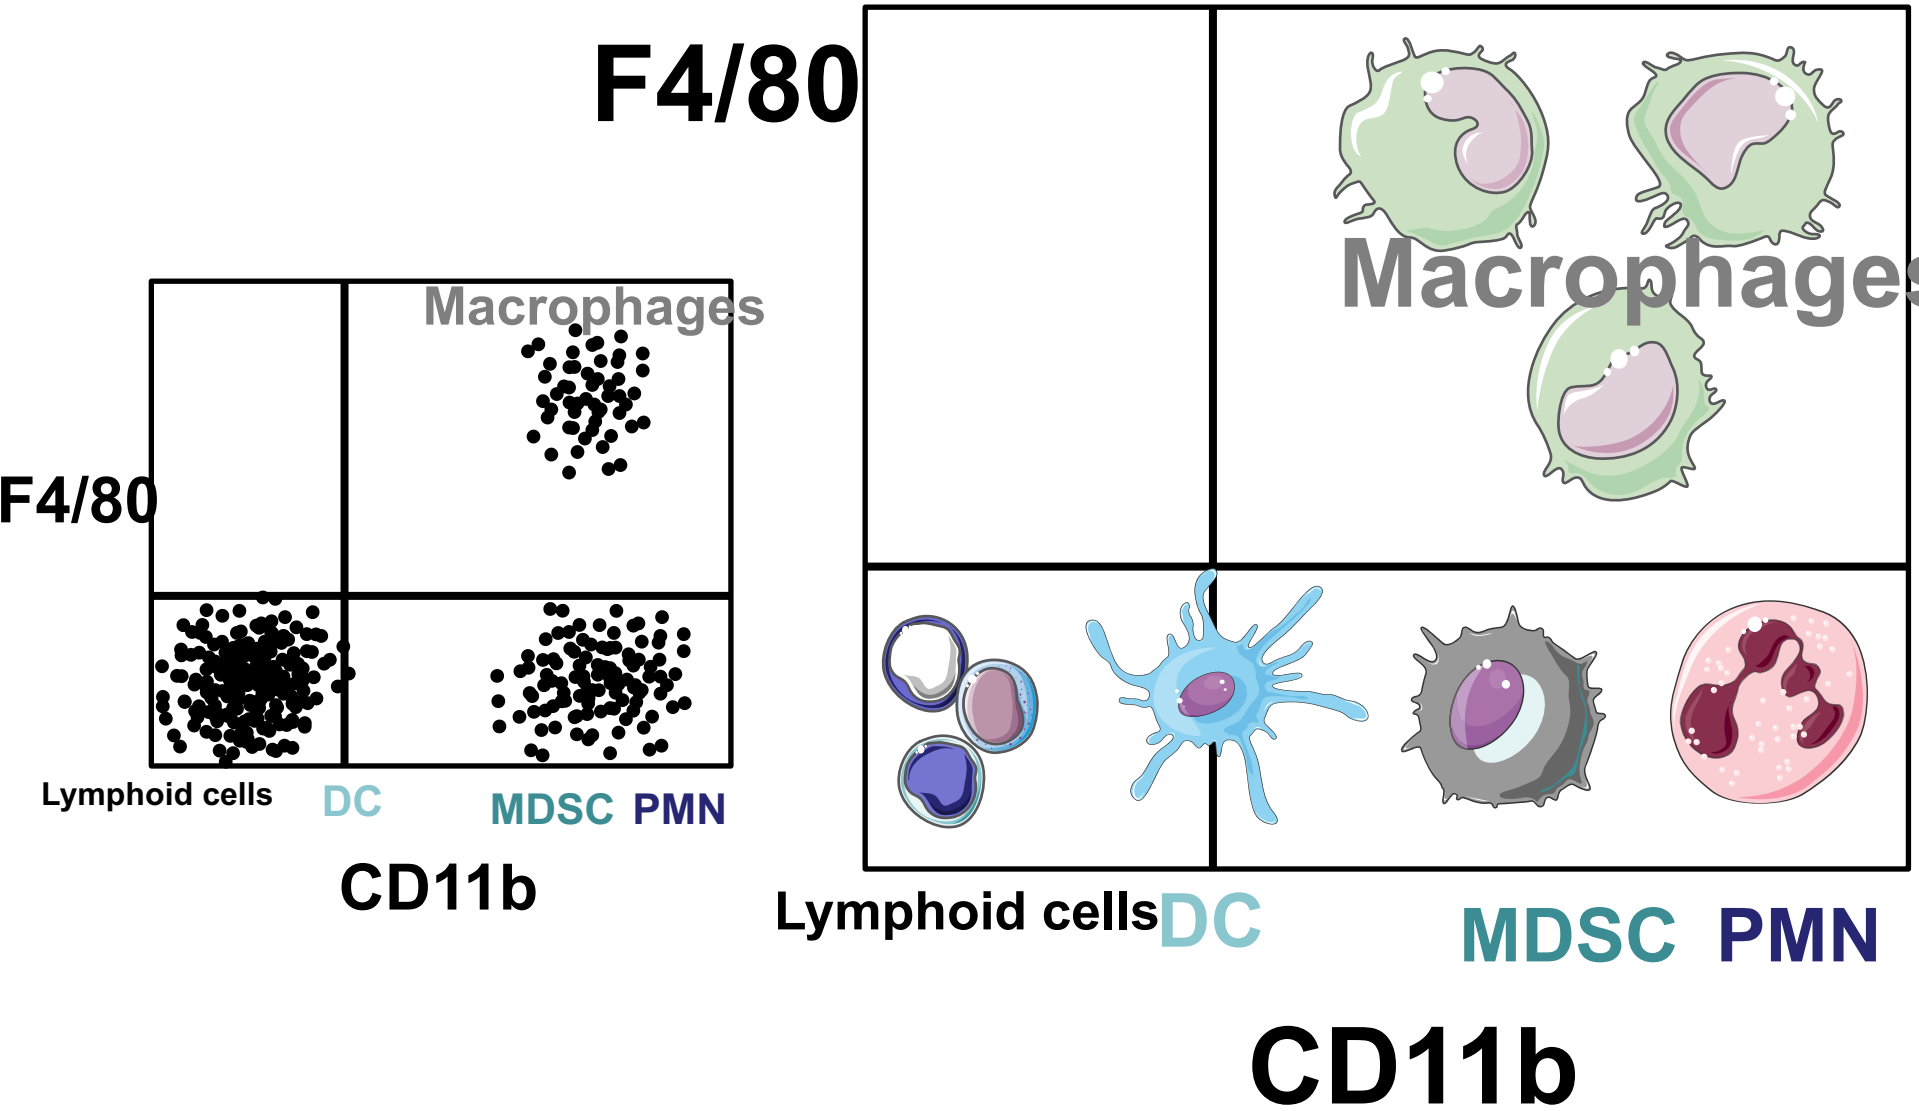 F4/80
Macrophages
Lymphoid cells
DC
MDSC
PMN
CD11b
F4/80
Macrophages
Lymphoid cells
DC
MDSC
PMN
CD11b